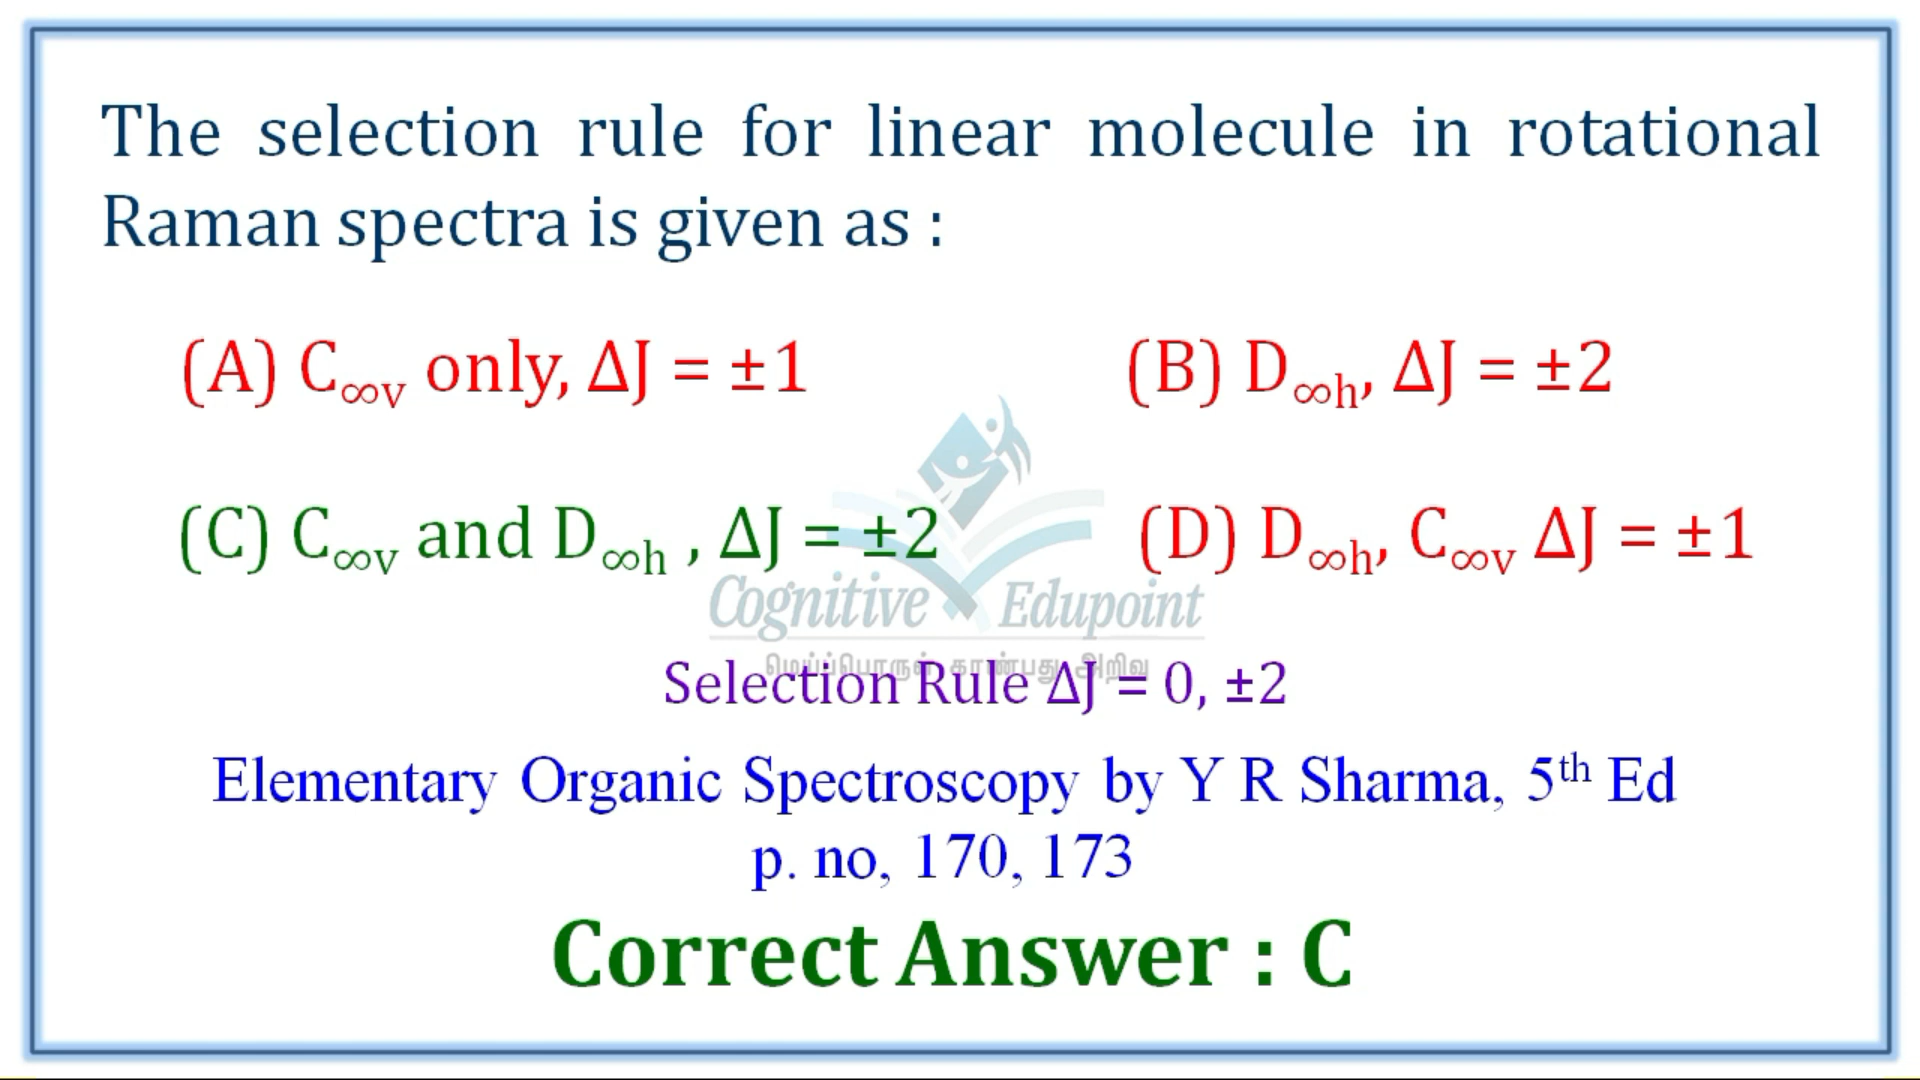 The selection rule for linear molecule in rotational
Raman spectra is given as :
(A) C∞v only, ΔJ = ±1
(B) D∞h, ΔJ = ±2
(C) C∞v and D∞h , ΔJ = ±2
(D) D∞h, C∞v ΔJ = ±1
Cognitive Edupoint
மெய்ப்பொருள் காண்பது அறிவு
Selection Rule ΔJ = 0, ±2
Elementary Organic Spectroscopy by Y R Sharma, 5th Ed
p. no, 170, 173
Correct Answer : C